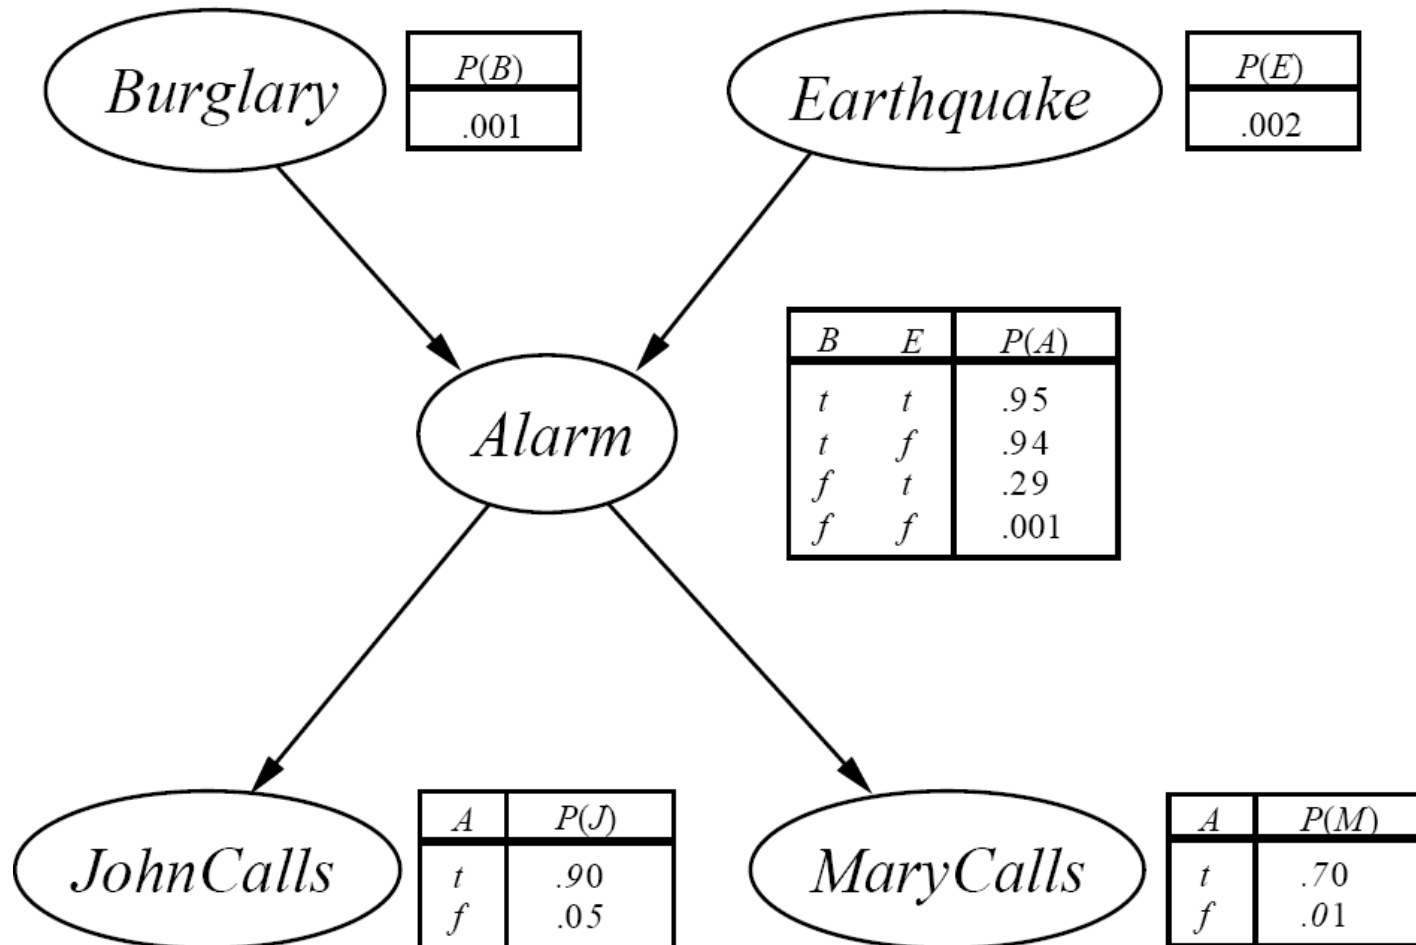 Burglary
P(B)
.001
Earthquake
P(E)
.002
Alarm
B E P(A)
t t .95
t f .94
f t .29
f f .001
JohnCalls
A P(J)
t .90
f .05
MaryCalls
A P(M)
t .70
f .01